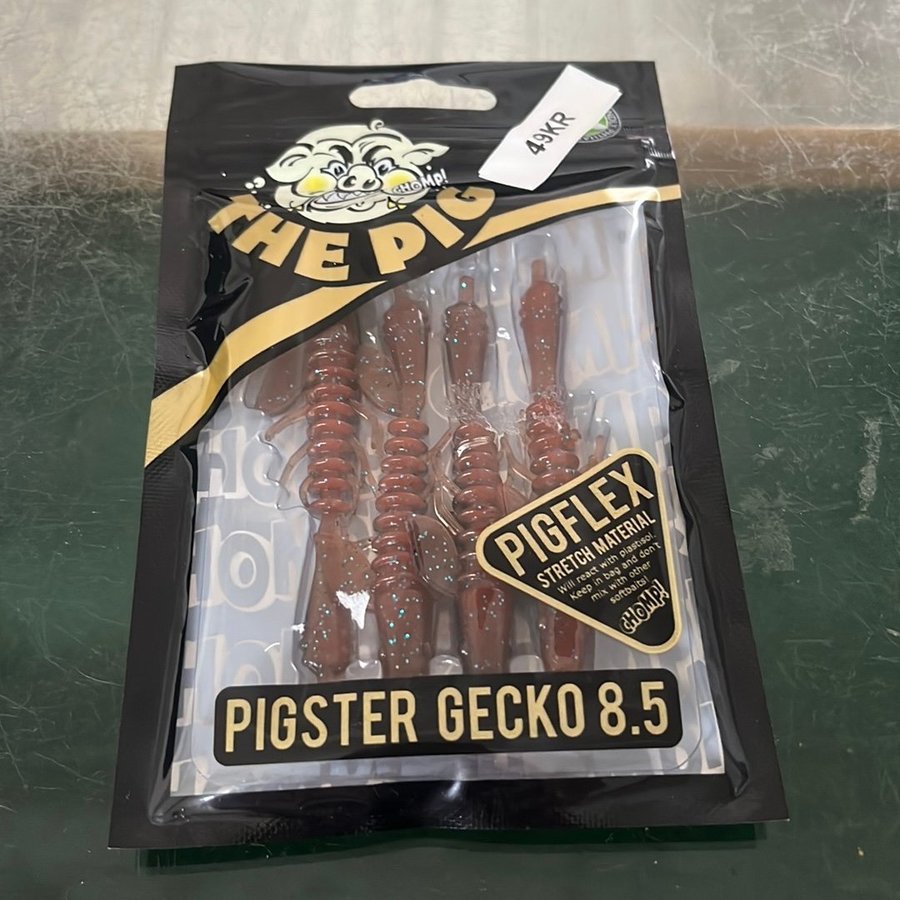 49KR
CHOMP!
THE PIG
PIGFLEX
STRETCH MATERIAL
Will react with plastisol.
Keep in bag and don't
mix with other
softbaits!
CHOMP!
PIGSTER GECKO 8.5